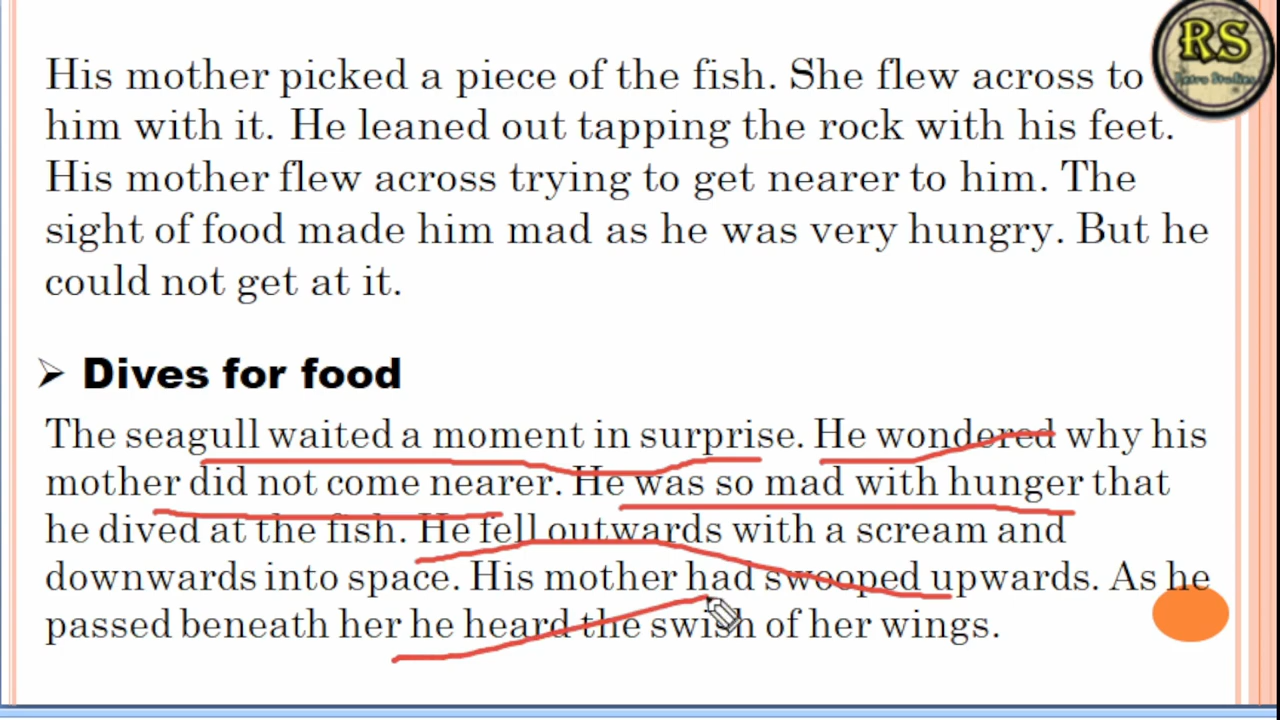 RS
Retro Studies
His mother picked a piece of the fish. She flew across to
him with it. He leaned out tapping the rock with his feet.
His mother flew across trying to get nearer to him. The
sight of food made him mad as he was very hungry. But he
could not get at it.
Dives for food
The seagull waited a moment in surprise. He wondered why his
mother did not come nearer. He was so mad with hunger that
he dived at the fish. He fell outwards with a scream and
downwards into space. His mother had swooped upwards. As he
passed beneath her he heard the swish of her wings.